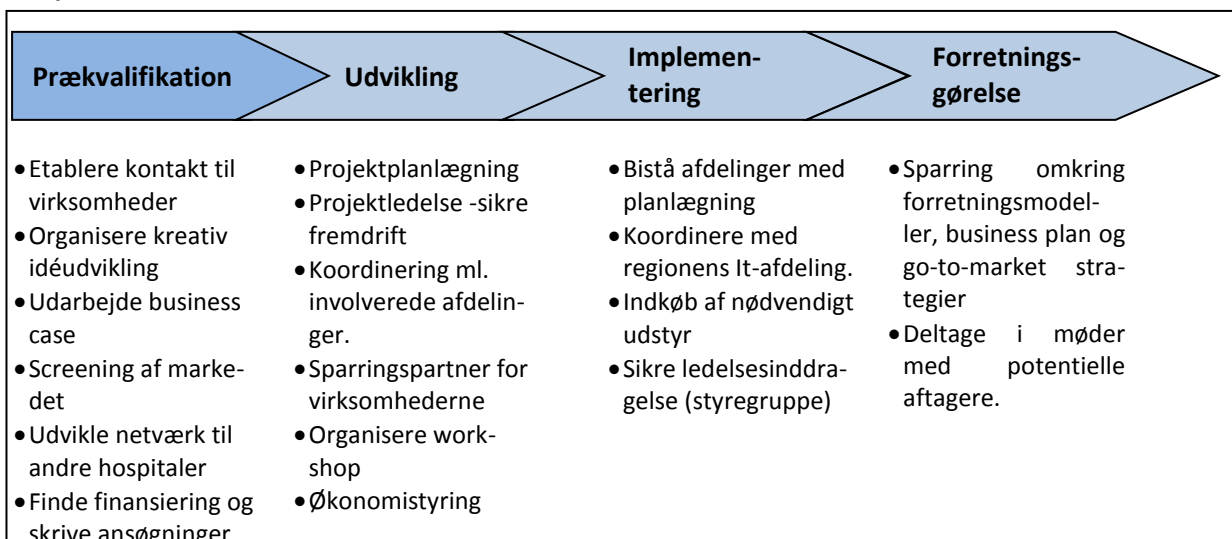 Prækvalifikation
Udvikling
Implemen-
tering
Forretnings-
gørelse
•Etablere kontakt til
virksomheder
•Organisere kreativ
idéudvikling
•Udarbejde business
case
•Screening af marke-
det
•Udvikle netværk til
andre hospitaler
•Finde finansiering og
skrive ansøgninger
•Projektplanlægning
•Projektledelse -sikre
fremdrift
•Koordinering ml.
involverede afdelin-
ger.
•Sparringspartner for
virksomhederne
•Organisere work-
shop
•Økonomistyring
•Bistå afdelinger med
planlægning
•Koordinere med
regionens It-afdeling.
•Indkøb af nødvendigt
udstyr
•Sikre ledelsesinddra-
gelse (styregruppe)
•Sparring omkring
forretningsmodel-
ler, business plan og
go-to-market stra-
tegier
•Deltage i møder
med potentielle
aftagere.